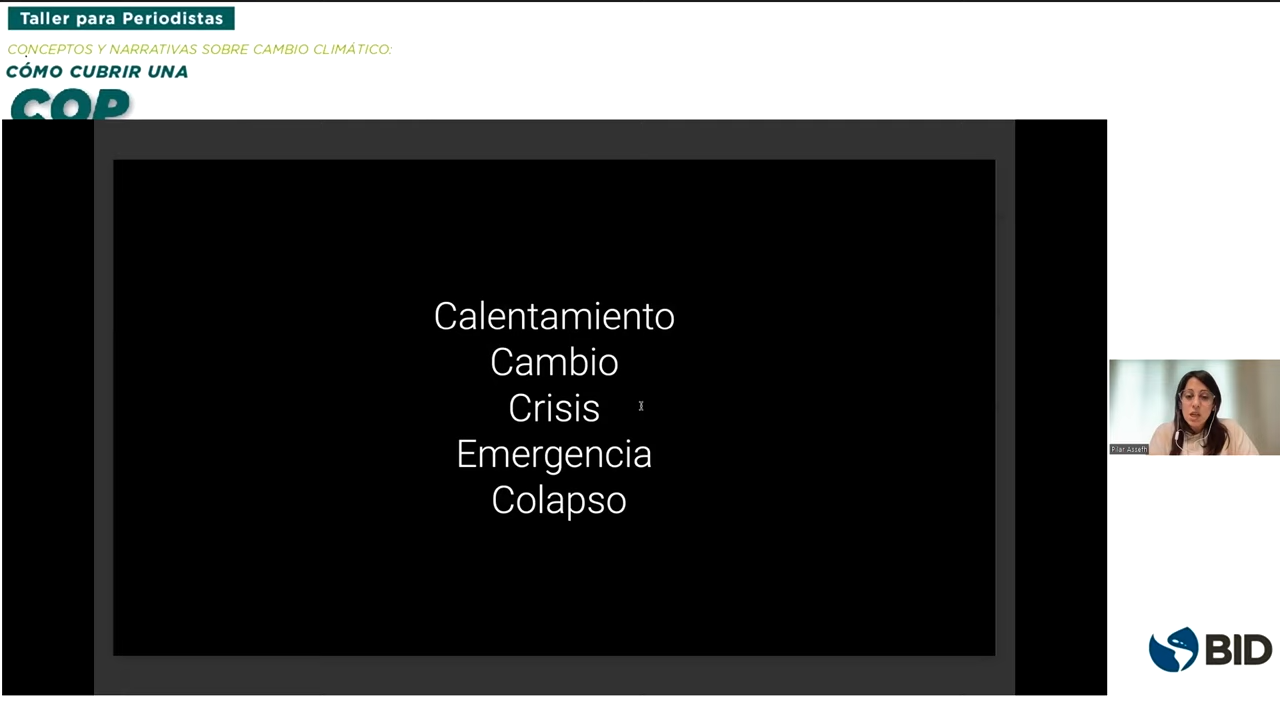 Taller para Periodistas
CONCEPTOS Y NARRATIVAS SOBRE CAMBIO CLIMÁTICO:
CÓMO CUBRIR UNA
COP
Calentamiento
Cambio
Crisis
Emergencia
Colapso
Pilar Asseth
BID